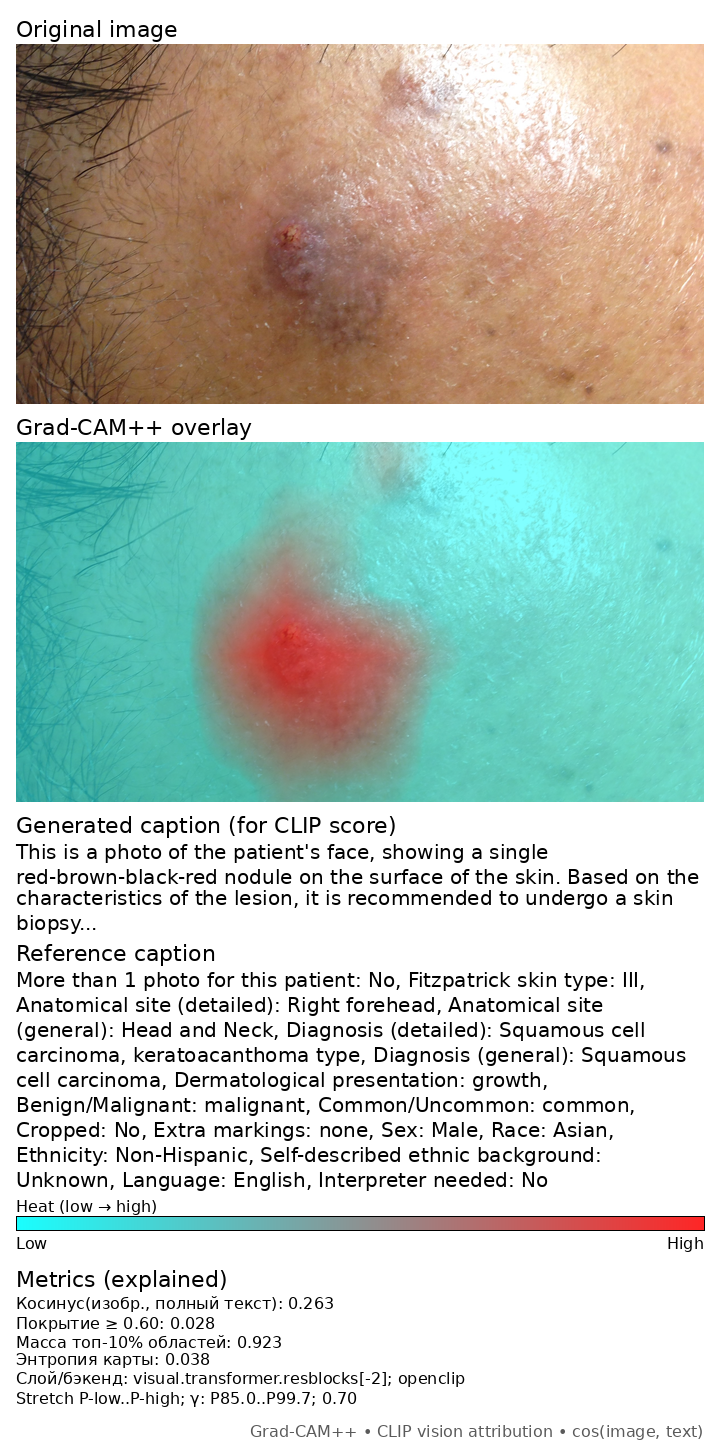 Original image
Grad-CAM++ overlay
Generated caption (for CLIP score)
This is a photo of the patient's face, showing a single
red-brown-black-red nodule on the surface of the skin. Based on the
characteristics of the lesion, it is recommended to undergo a skin
biopsy...
Reference caption
More than 1 photo for this patient: No, Fitzpatrick skin type: III,
Anatomical site (detailed): Right forehead, Anatomical site
(general): Head and Neck, Diagnosis (detailed): Squamous cell
carcinoma, keratoacanthoma type, Diagnosis (general): Squamous
cell carcinoma, Dermatological presentation: growth,
Benign/Malignant: malignant, Common/Uncommon: common,
Cropped: No, Extra markings: none, Sex: Male, Race: Asian,
Ethnicity: Non-Hispanic, Self-described ethnic background:
Unknown, Language: English, Interpreter needed: No
Heat (low → high)
Low High
Metrics (explained)
Косинус(изобр., полный текст): 0.263
Покрытие ≥ 0.60: 0.028
Масса топ-10% областей: 0.923
Энтропия карты: 0.038
Слой/бэкенд: visual.transformer.resblocks[-2]; openclip
Stretch P-low..P-high; γ: P85.0..P99.7; 0.70
Grad-CAM++ • CLIP vision attribution • cos(image, text)